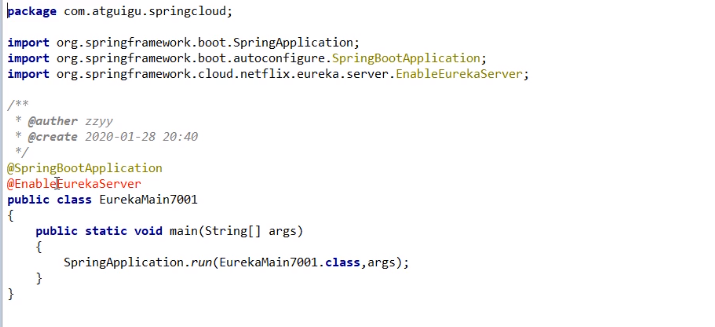 package com.atguigu.springcloud;
import org.springframework.boot.SpringApplication;
import org.springframework.boot.autoconfigure.SpringBootApplication;
import org.springframework.cloud.netflix.eureka.server.EnableEurekaServer;
/**
 * @auther zzyy
 * @create 2020-01-28 20:40
 */
@SpringBootApplication
@EnableEurekaServer
public class EurekaMain7001
{
    public static void main(String[] args)
    {
        SpringApplication.run(EurekaMain7001.class,args);
    }
}